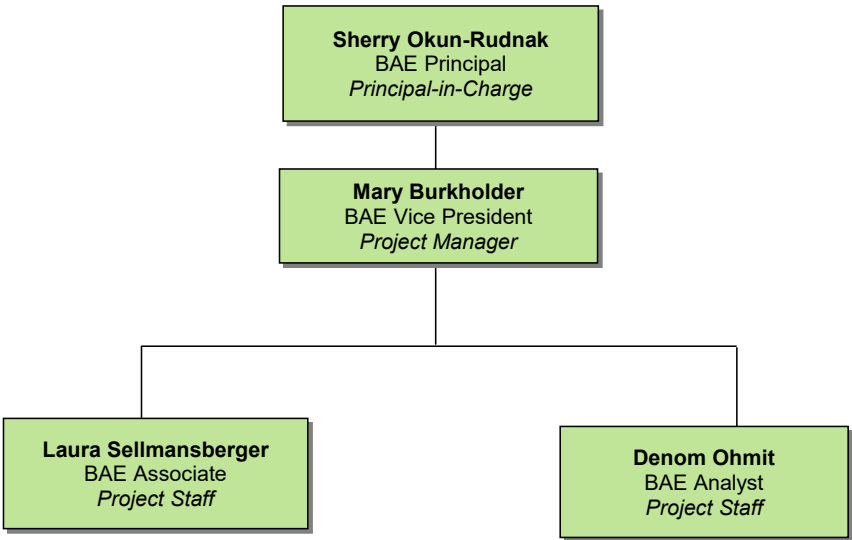 Sherry Okun-Rudnak
BAE Principal
Principal-in-Charge
Mary Burkholder
BAE Vice President
Project Manager
Laura Sellmansberger
BAE Associate
Project Staff
Denom Ohmit
BAE Analyst
Project Staff